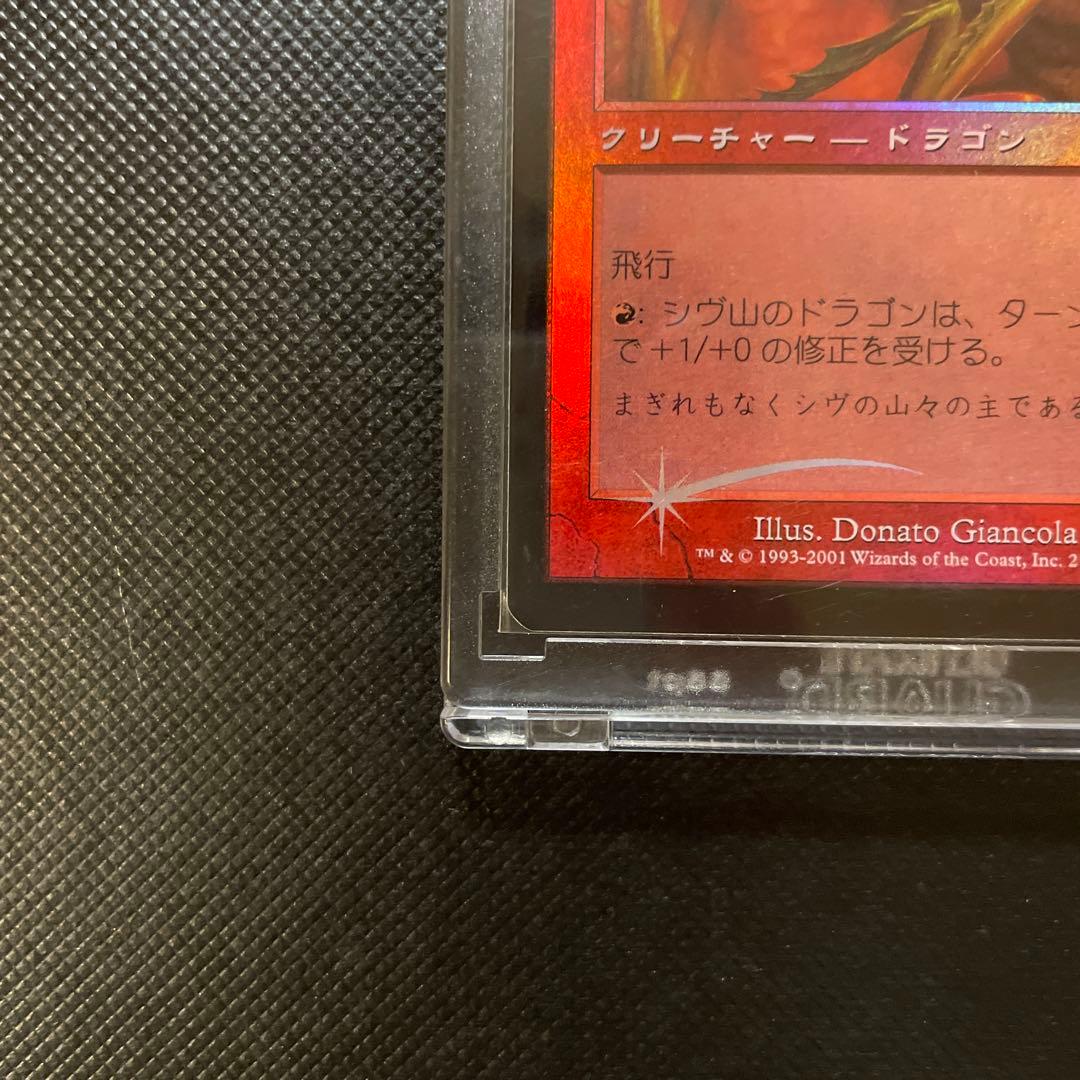 クリーチャー ― ドラゴン
飛行
: シヴ山のドラゴンは、ターン
で +1/+0 の修正を受ける。
まぎれもなくシヴの山々の主である
Illus. Donato Giancola
™ & © 1993-2001 Wizards of the Coast, Inc. 2